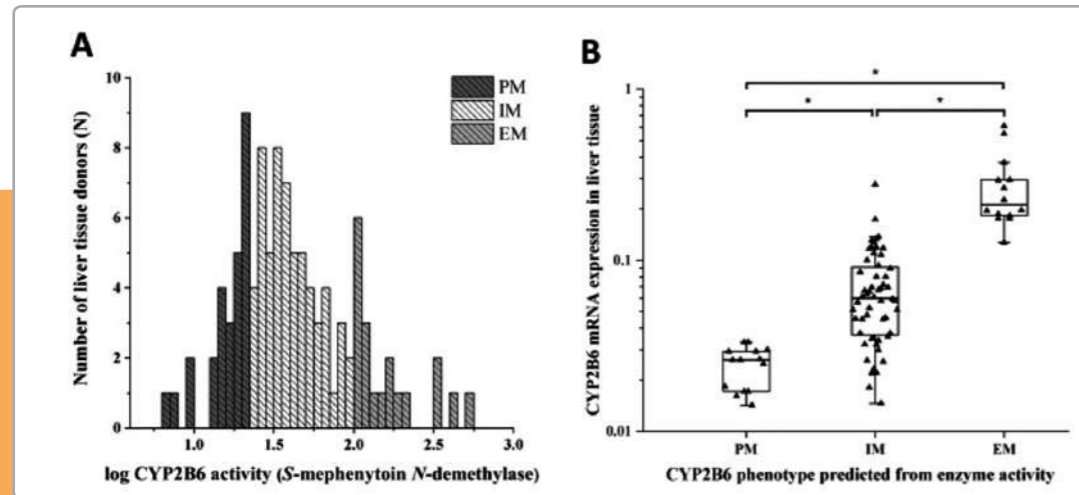 A
Number of liver tissue donors (N)
10
8
6
4
2
0
PM
IM
EM
1.0
1.5
2.0
2.5
3.0
log CYP2B6 activity (S-mephenytoin N-demethylase)
B
CYP2B6 mRNA expression in liver tissue
1
0.1
0.01
*
*
*
PM
IM
EM
CYP2B6 phenotype predicted from enzyme activity